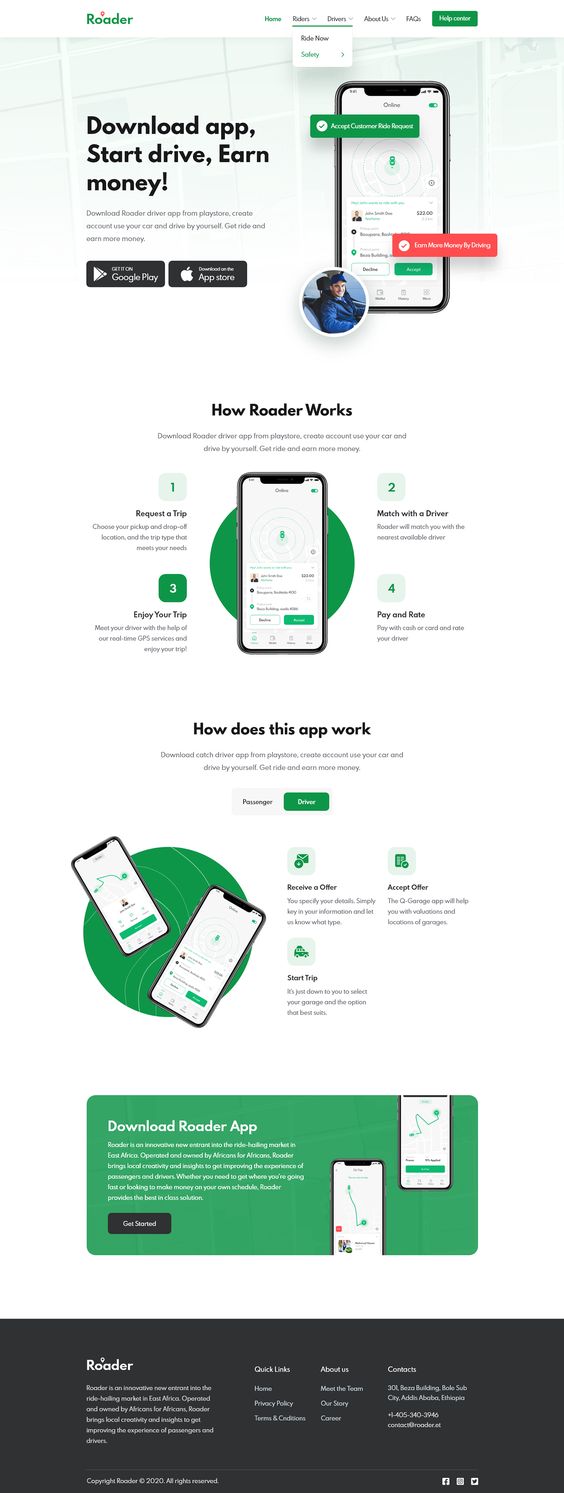 Roader
Home
Riders
Drivers
About Us
FAQs
Help center
Ride Now
Safety
Download app,
Start drive, Earn
money!
Download Roader driver app from playstore, create
account use your car and drive by yourself. Get ride and
earn more money.
GET IT ON
Google Play
Download on the
App store
9:41
Online
Accept Customer Ride Request
John Smith Doe
$22.00
Earn More Money By Driving
Decline
Accept
Wallet
History
More
How Roader Works
Download Roader driver app from playstore, create account use your car and
drive by yourself. Get ride and earn more money.
1
Request a Trip
Choose your pickup and drop-off
location, and the trip type that
meets your needs
3
Enjoy Your Trip
Meet your driver with the help of
our real-time GPS services and
enjoy your trip!
Online
John Smith Doe
$22.00
Decline
Accept
2
Match with a Driver
Roader will match you with the
nearest available driver
4
Pay and Rate
Pay with cash or card and rate
your driver
How does this app work
Download catch driver app from playstore, create account use your car and
drive by yourself. Get ride and earn more money.
Passenger
Driver
Online
Receive a Offer
You specify your details. Simply
key in your information and let
us know what type.
Accept Offer
The Q-Garage app will help
you with valuations and
locations of garages.
Start Trip
It's just down to you to select
your garage and the option
that best suits.
Download Roader App
Roader is an innovative new entrant into the ride-hailing market in
East Africa. Operated and owned by Africans for Africans, Roader
brings local creativity and insights to get improving the experience of
passengers and drivers. Whether you need to get where you're going
fast or looking to make money on your own schedule, Roader
provides the best in class solution.
Get Started
Roader
Roader is an innovative new entrant into the
ride-hailing market in East Africa. Operated
and owned by Africans for Africans, Roader
brings local creativity and insights to get
improving the experience of passengers and
drivers.
Quick Links
Home
Privacy Policy
Terms & Cnditions
About us
Meet the Team
Our Story
Career
Contacts
301, Beza Building, Bole Sub
City, Addis Ababa, Ethiopia
+1-405-340-3946
contact@roader.et
Copyright Roader © 2020. All rights reserved.